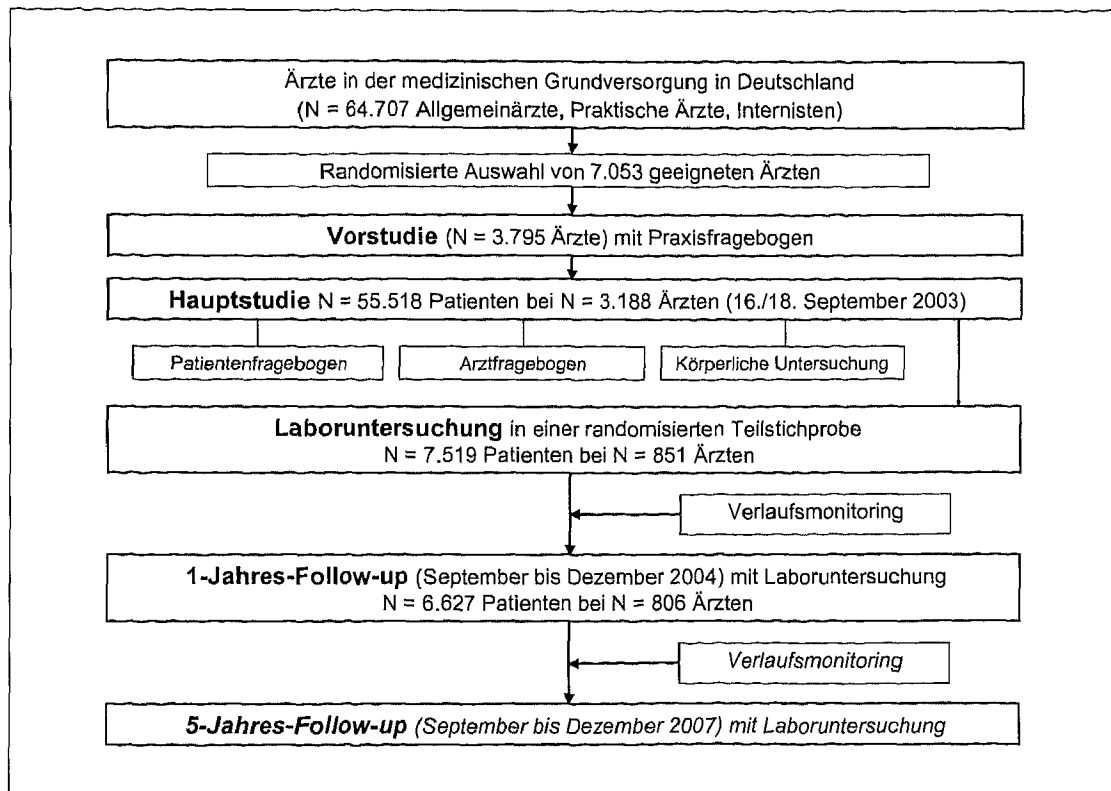 Ärzte in der medizinischen Grundversorgung in Deutschland
(N = 64.707 Allgemeinärzte, Praktische Ärzte, Internisten)
Randomisierte Auswahl von 7.053 geeigneten Ärzten
Vorstudie (N = 3.795 Ärzte) mit Praxisfragebogen
Hauptstudie N = 55.518 Patienten bei N = 3.188 Ärzten (16./18. September 2003)
Patientenfragebogen
Arztfragebogen
Körperliche Untersuchung
Laboruntersuchung in einer randomisierten Teilstichprobe
N = 7.519 Patienten bei N = 851 Ärzten
Verlaufsmonitoring
1-Jahres-Follow-up (September bis Dezember 2004) mit Laboruntersuchung
N = 6.627 Patienten bei N = 806 Ärzten
Verlaufsmonitoring
5-Jahres-Follow-up (September bis Dezember 2007) mit Laboruntersuchung